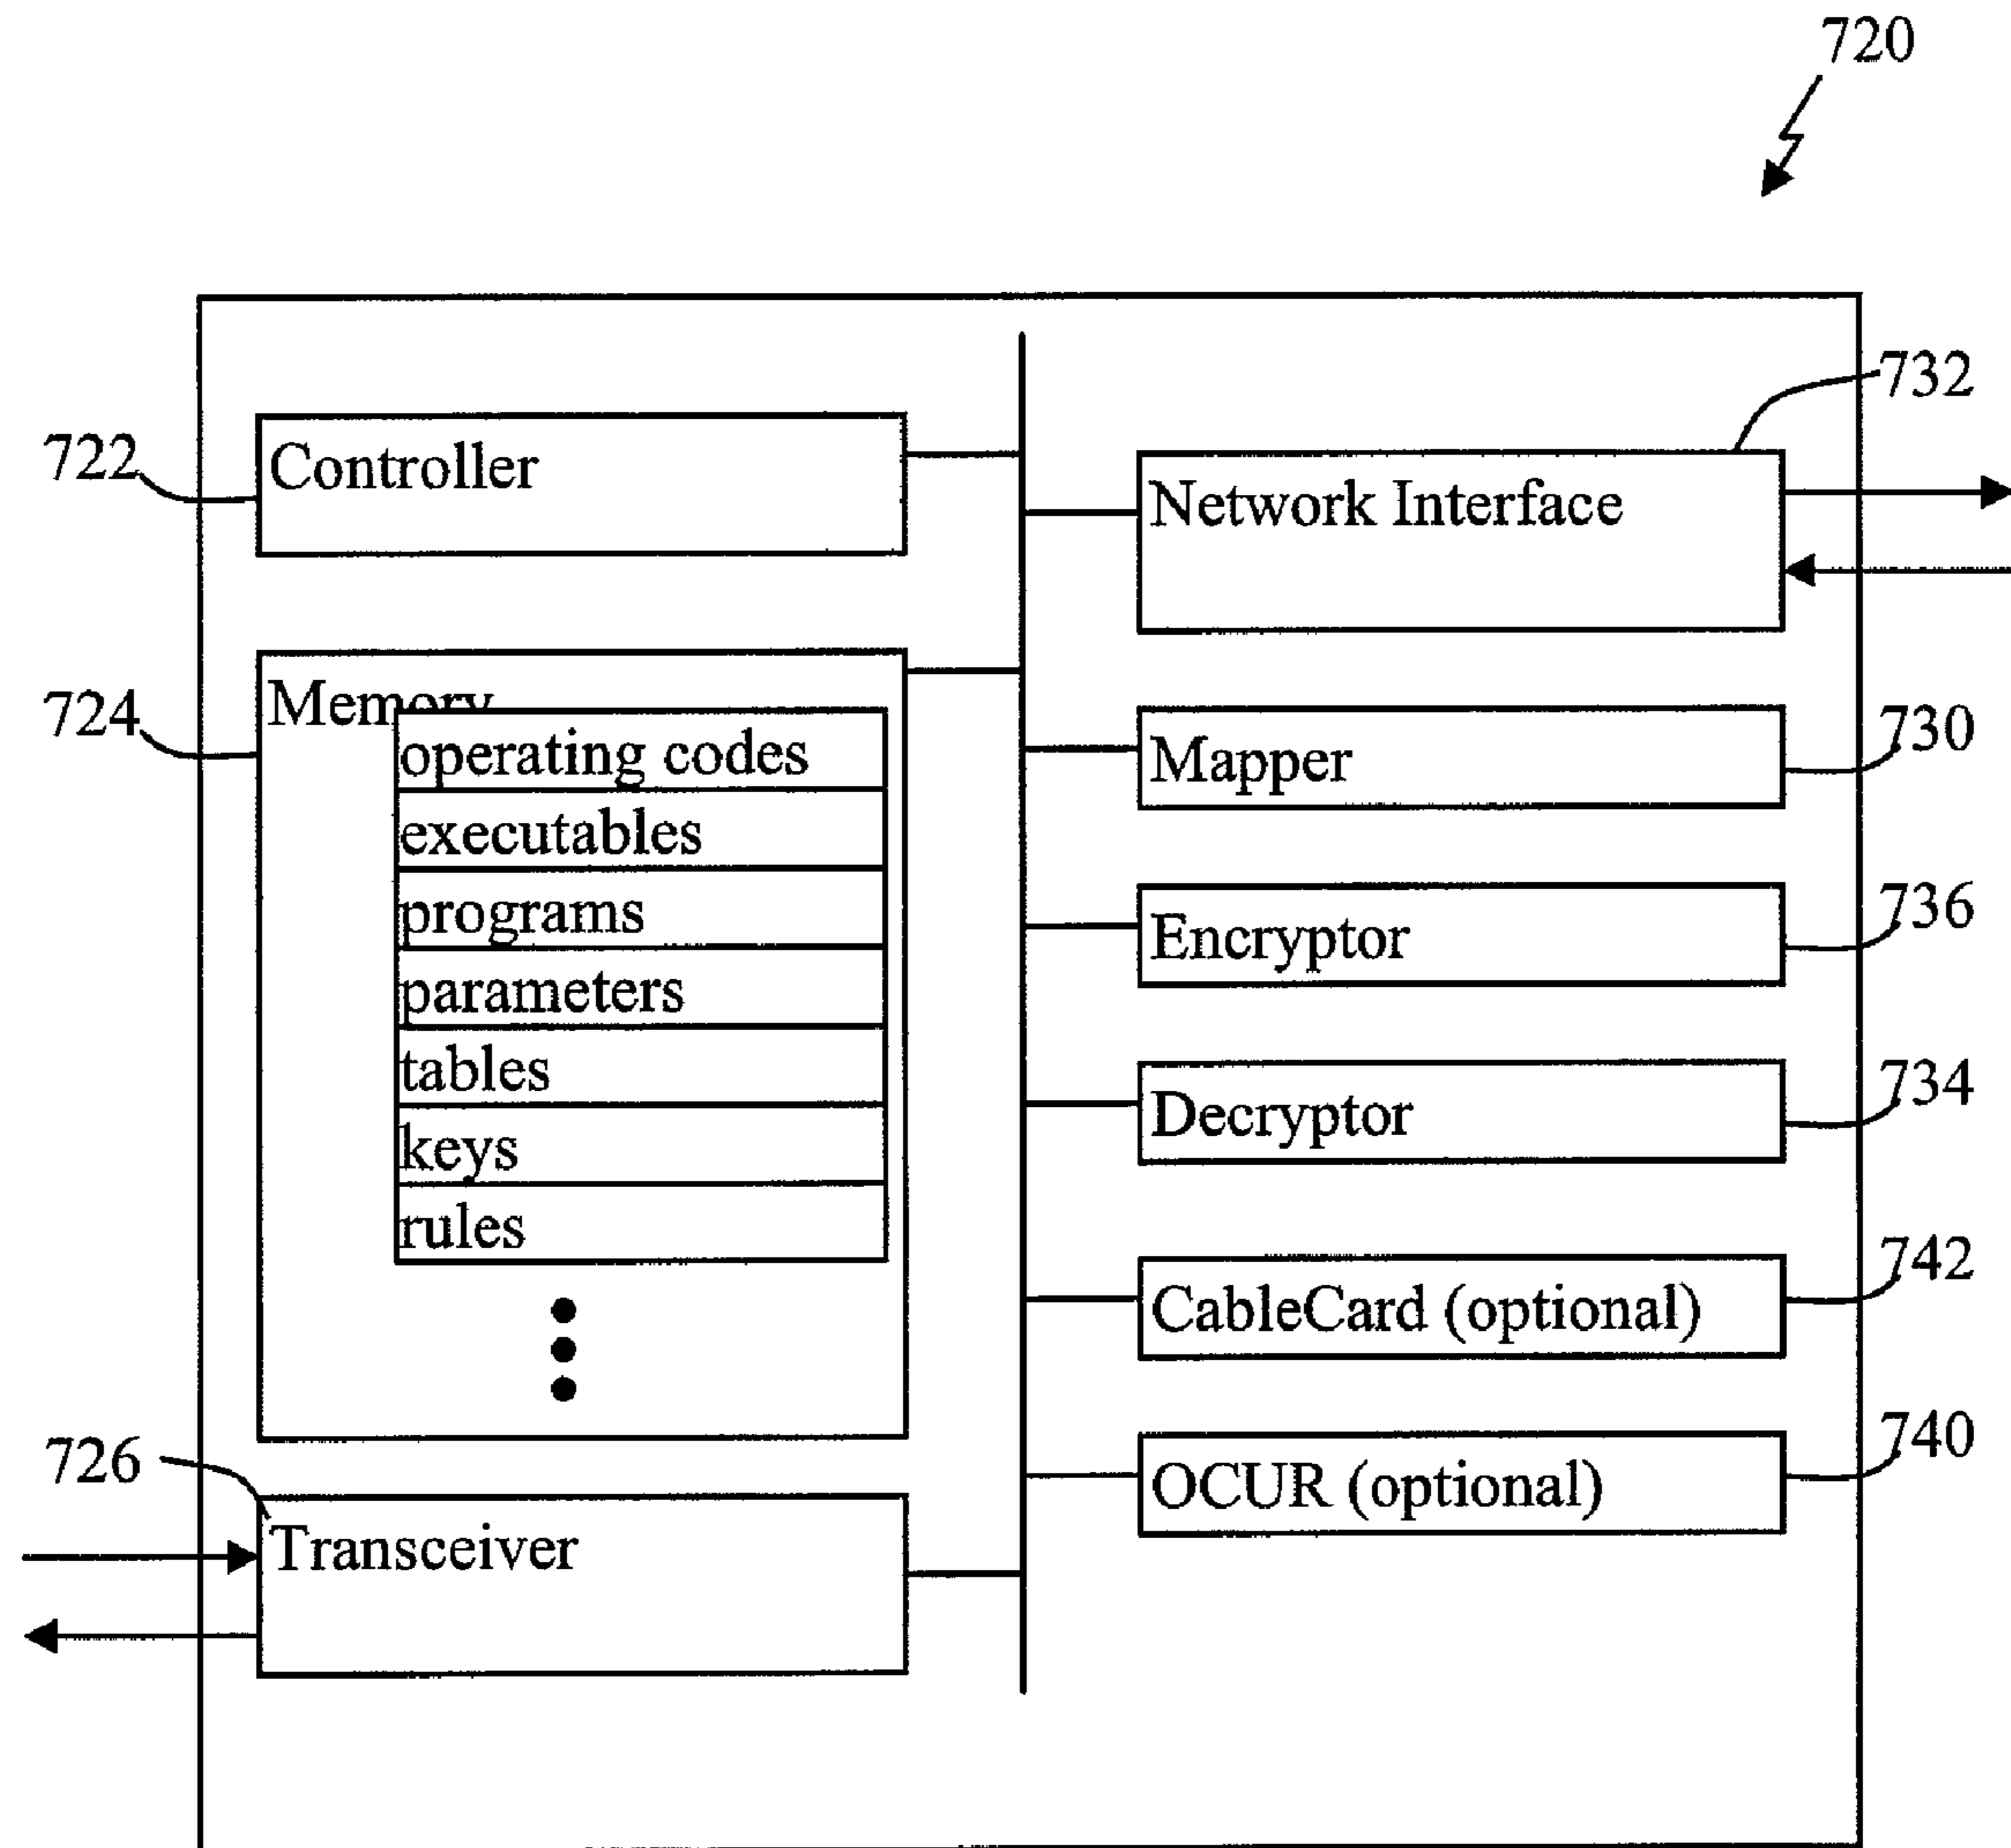 720
732
722
Controller
Network Interface
724
Memory
operating codes
730
Mapper
executables
programs
736
Encryptor
parameters
tables
734
Decryptor
keys
rules
742
CableCard (optional)
740
OCUR (optional)
726
Transceiver